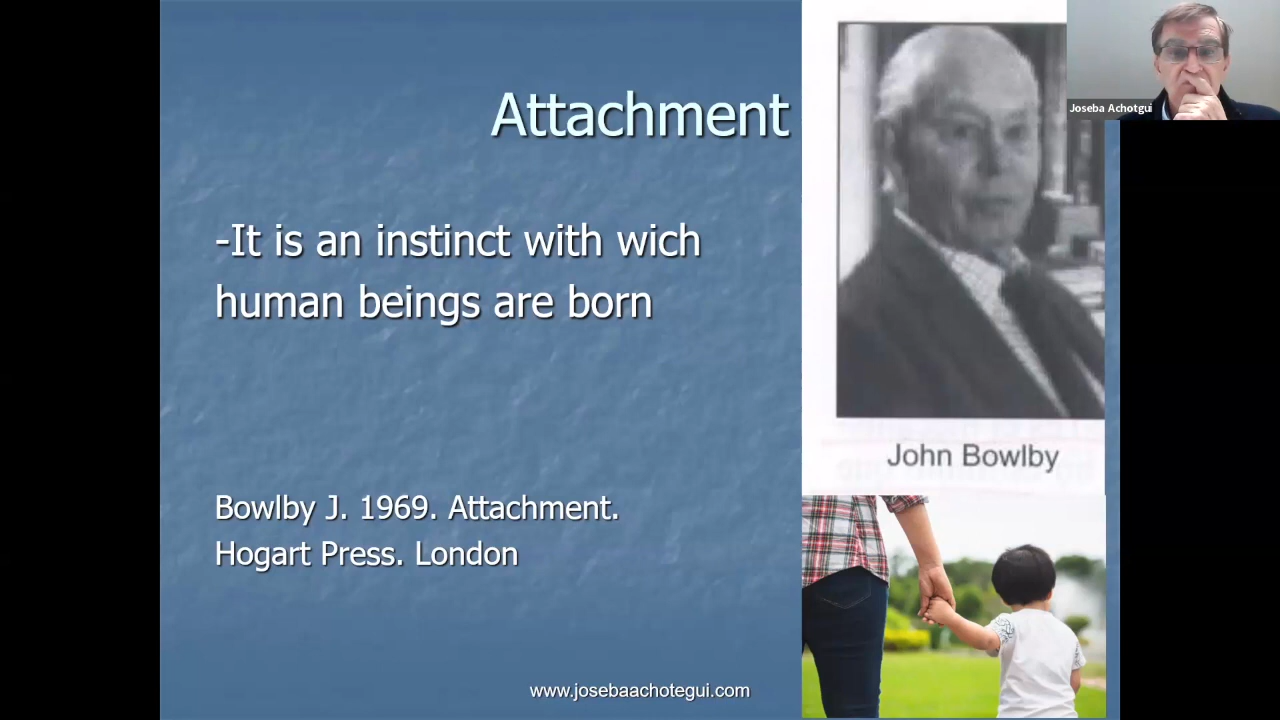 Attachment
-It is an instinct with wich
human beings are born
Bowlby J. 1969. Attachment.
Hogart Press. London
www.josebaachotegui.com
John Bowlby
Joseba Achotgui